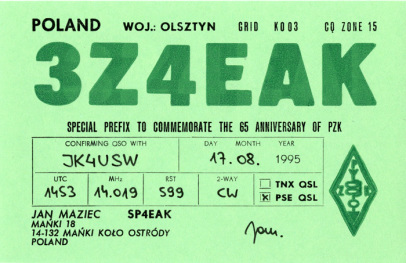 POLAND WOJ.: OLSZTYN GRID KO03 CQ ZONE 15
3Z4EAK
SPECIAL PREFIX TO COMMEMORATE THE 65 ANNIVERSARY OF PZK
CONFIRMING QSO WITH DAY MONTH YEAR
JK4USW 17.08. 1995
UTC MHz RST 2-WAY TNX QSL
1453 14.019 599 CW PSE QSL
JAN MAZIEC SP4EAK
MAŃKI 18
14-132 MAŃKI KOŁO OSTRÓDY
POLAND
Jan.
PZK